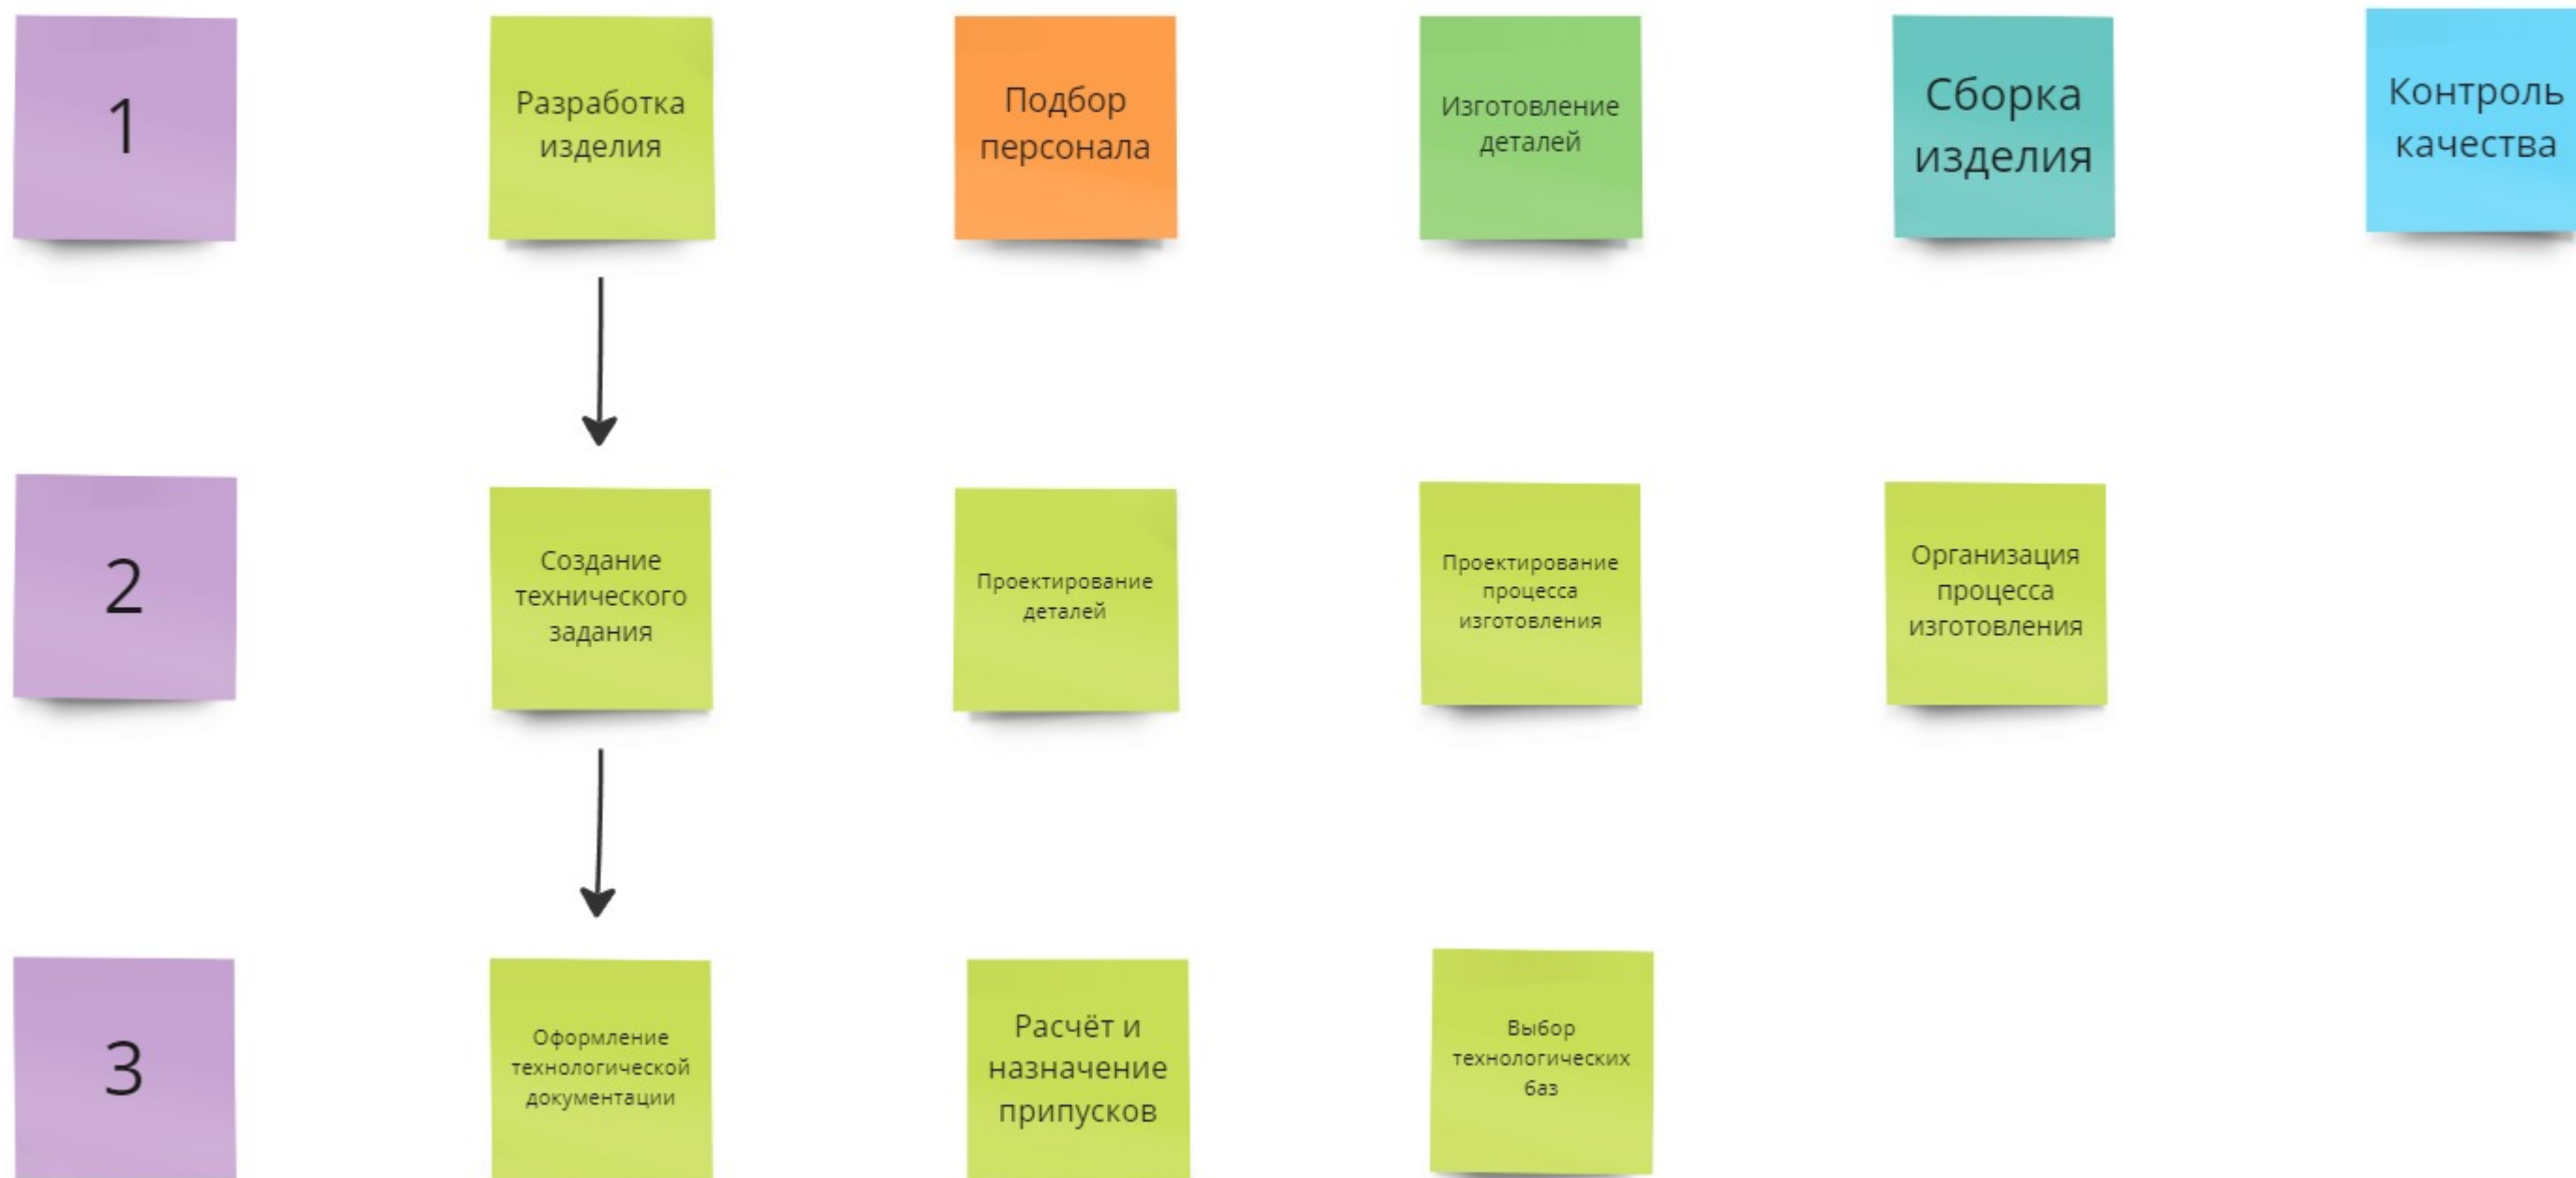 1
Разработка
изделия
Подбор
персонала
Изготовление
деталей
Сборка
изделия
Контроль
качества
2
Создание
технического
задания
Проектирование
деталей
Проектирование
процесса
изготовления
Организация
процесса
изготовления
3
Оформление
технологической
документации
Расчёт и
назначение
припусков
Выбор
технологических
баз